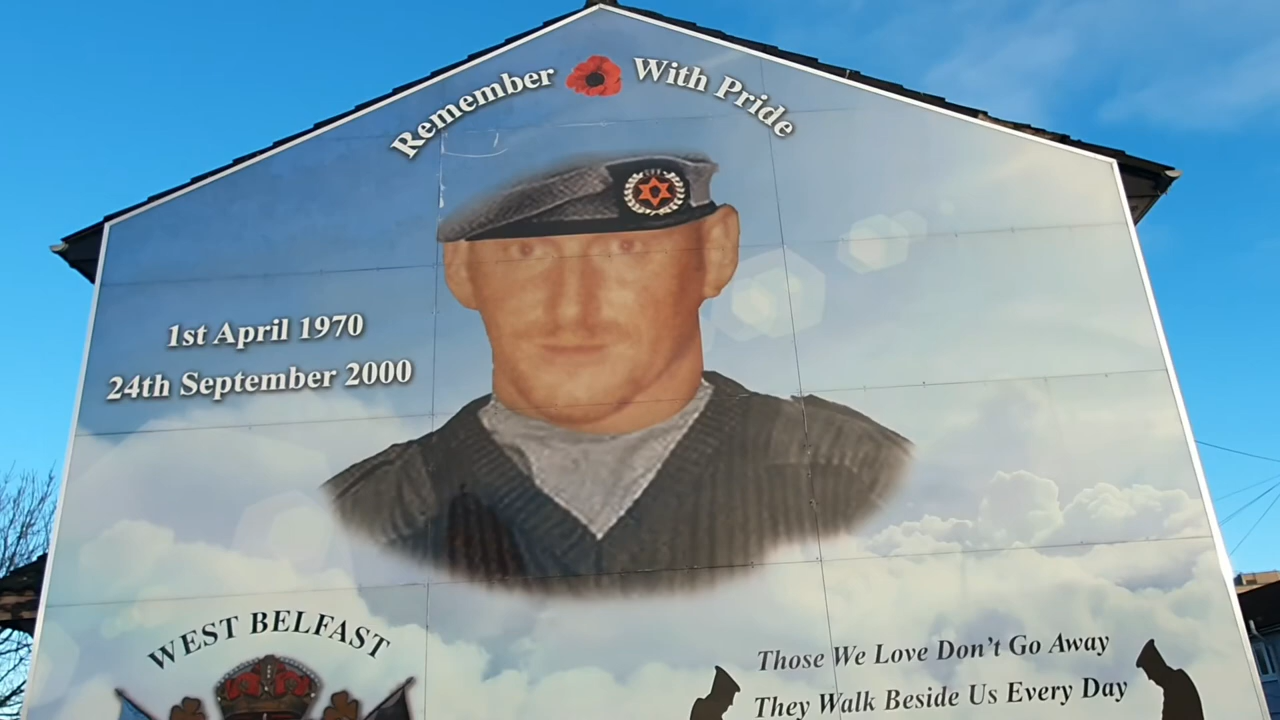 Remember With Pride
1st April 1970
24th September 2000
WEST BELFAST
Those We Love Don't Go Away
They Walk Beside Us Every Day